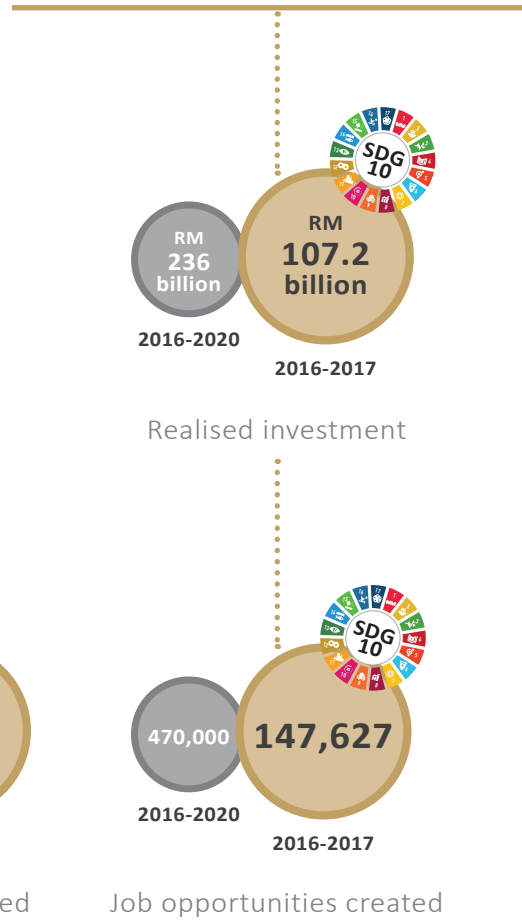 SDG
10
RM
236
billion
RM
107.2
billion
2016-2020
2016-2017
Realised investment
SDG
10
470,000
147,627
2016-2020
2016-2017
ed
Job opportunities created